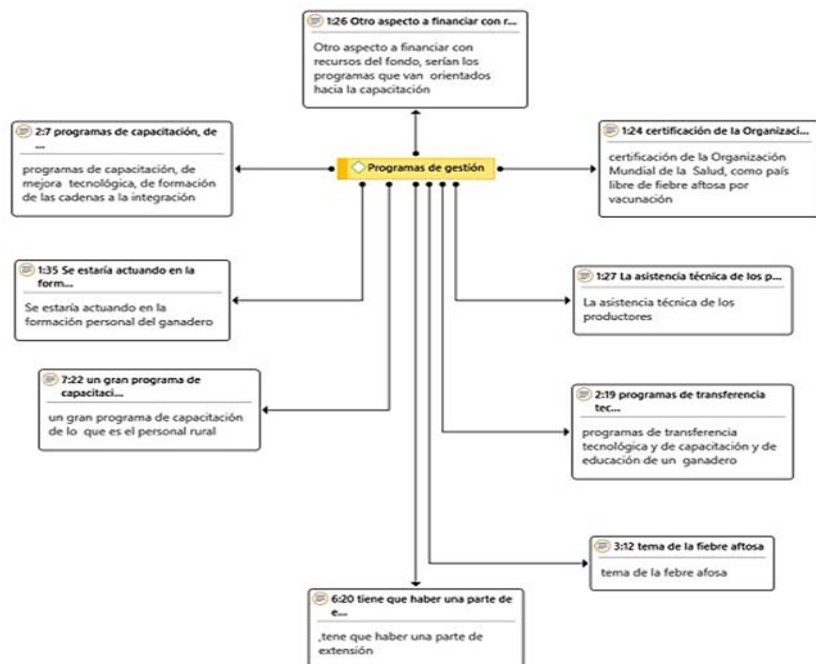 1:26 Otro aspecto a financiar con r...
Otro aspecto a financiar con
recursos del fondo, serían los
programas que van orientados
hacia la capacitación
2:7 programas de capacitación, de
...
programas de capacitación, de
mejora tecnológica, de formación
de las cadenas a la integración
Programas de gestión
1:24 certificación de la Organizaci...
certificación de la Organización
Mundial de la Salud, como país
libre de fiebre aftosa por
vacunación
1:35 Se estaría actuando en la
form...
Se estaría actuando en la
formación personal del ganadero
1:27 La asistencia técnica de los p...
La asistencia técnica de los
productores
7:22 un gran programa de
capacitaci...
un gran programa de capacitación
de lo que es el personal rural
2:19 programas de transferencia
tec...
programas de transferencia
tecnológica y de capacitación y de
educación de un ganadero
3:12 tema de la fiebre aftosa
tema de la febre afosa
6:20 tiene que haber una parte de
e...
,tene que haber una parte de
extensión